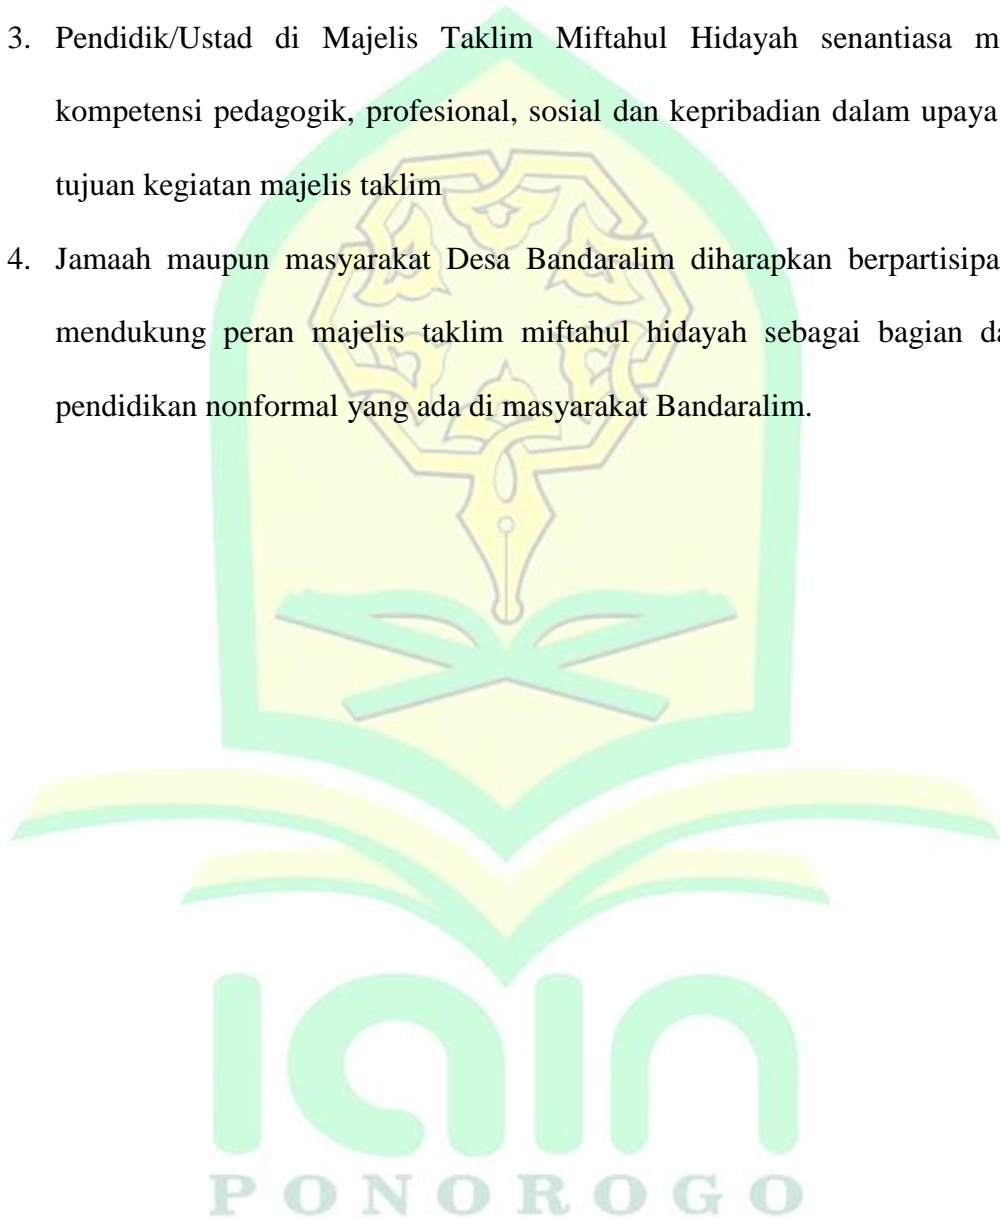 3. Pendidik/Ustad di Majelis Taklim Miftahul Hidayah senantiasa
kompetensi pedagogik, profesional, sosial dan kepribadian dalam upaya
tujuan kegiatan majelis taklim
4. Jamaah maupun masyarakat Desa Bandaralim diharapkan
mendukung peran majelis taklim miftahul hidayah sebagai bagian
pendidikan nonformal yang ada di masyarakat Bandaralim.
iain
PONOROGO